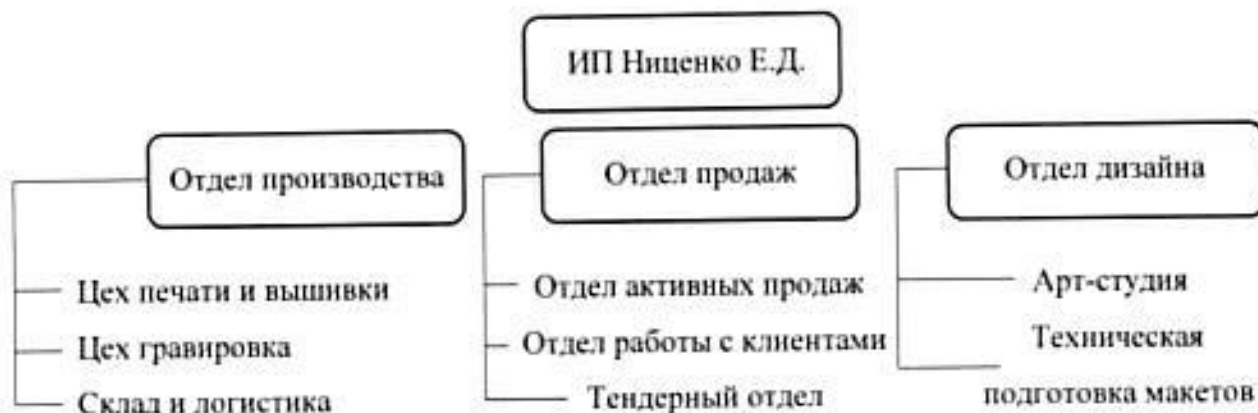 ИП Ниценко Е.Д.
Отдел производства
Цех печати и вышивки
Цех гравировка
Склад и логистика
Отдел продаж
Отдел активных продаж
Отдел работы с клиентами
Тендерный отдел
Отдел дизайна
Арт-студия
Техническая
подготовка макетов